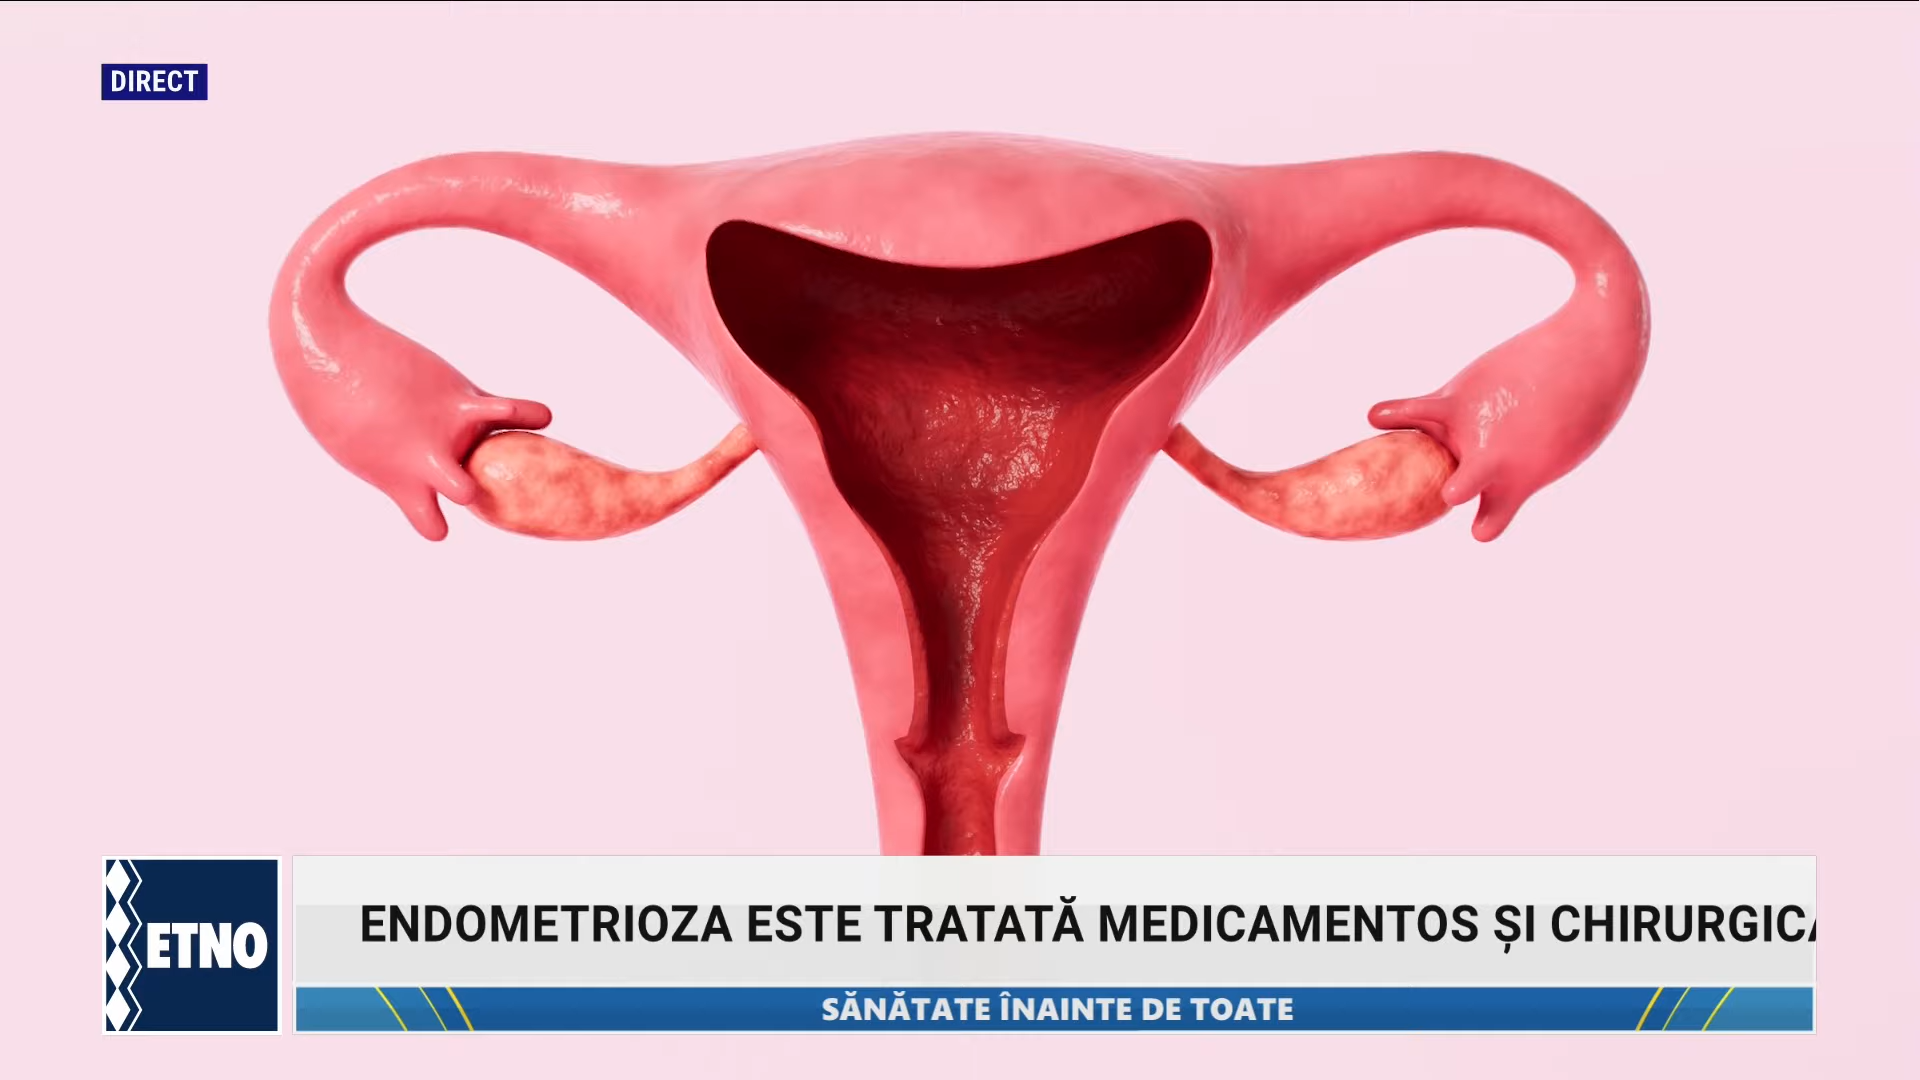 DIRECT
ENDOMETRIOZA ESTE TRATATĂ MEDICAMENTOS ȘI
ETNO
SĂNĂTATE ÎNAINTE DE TOATE